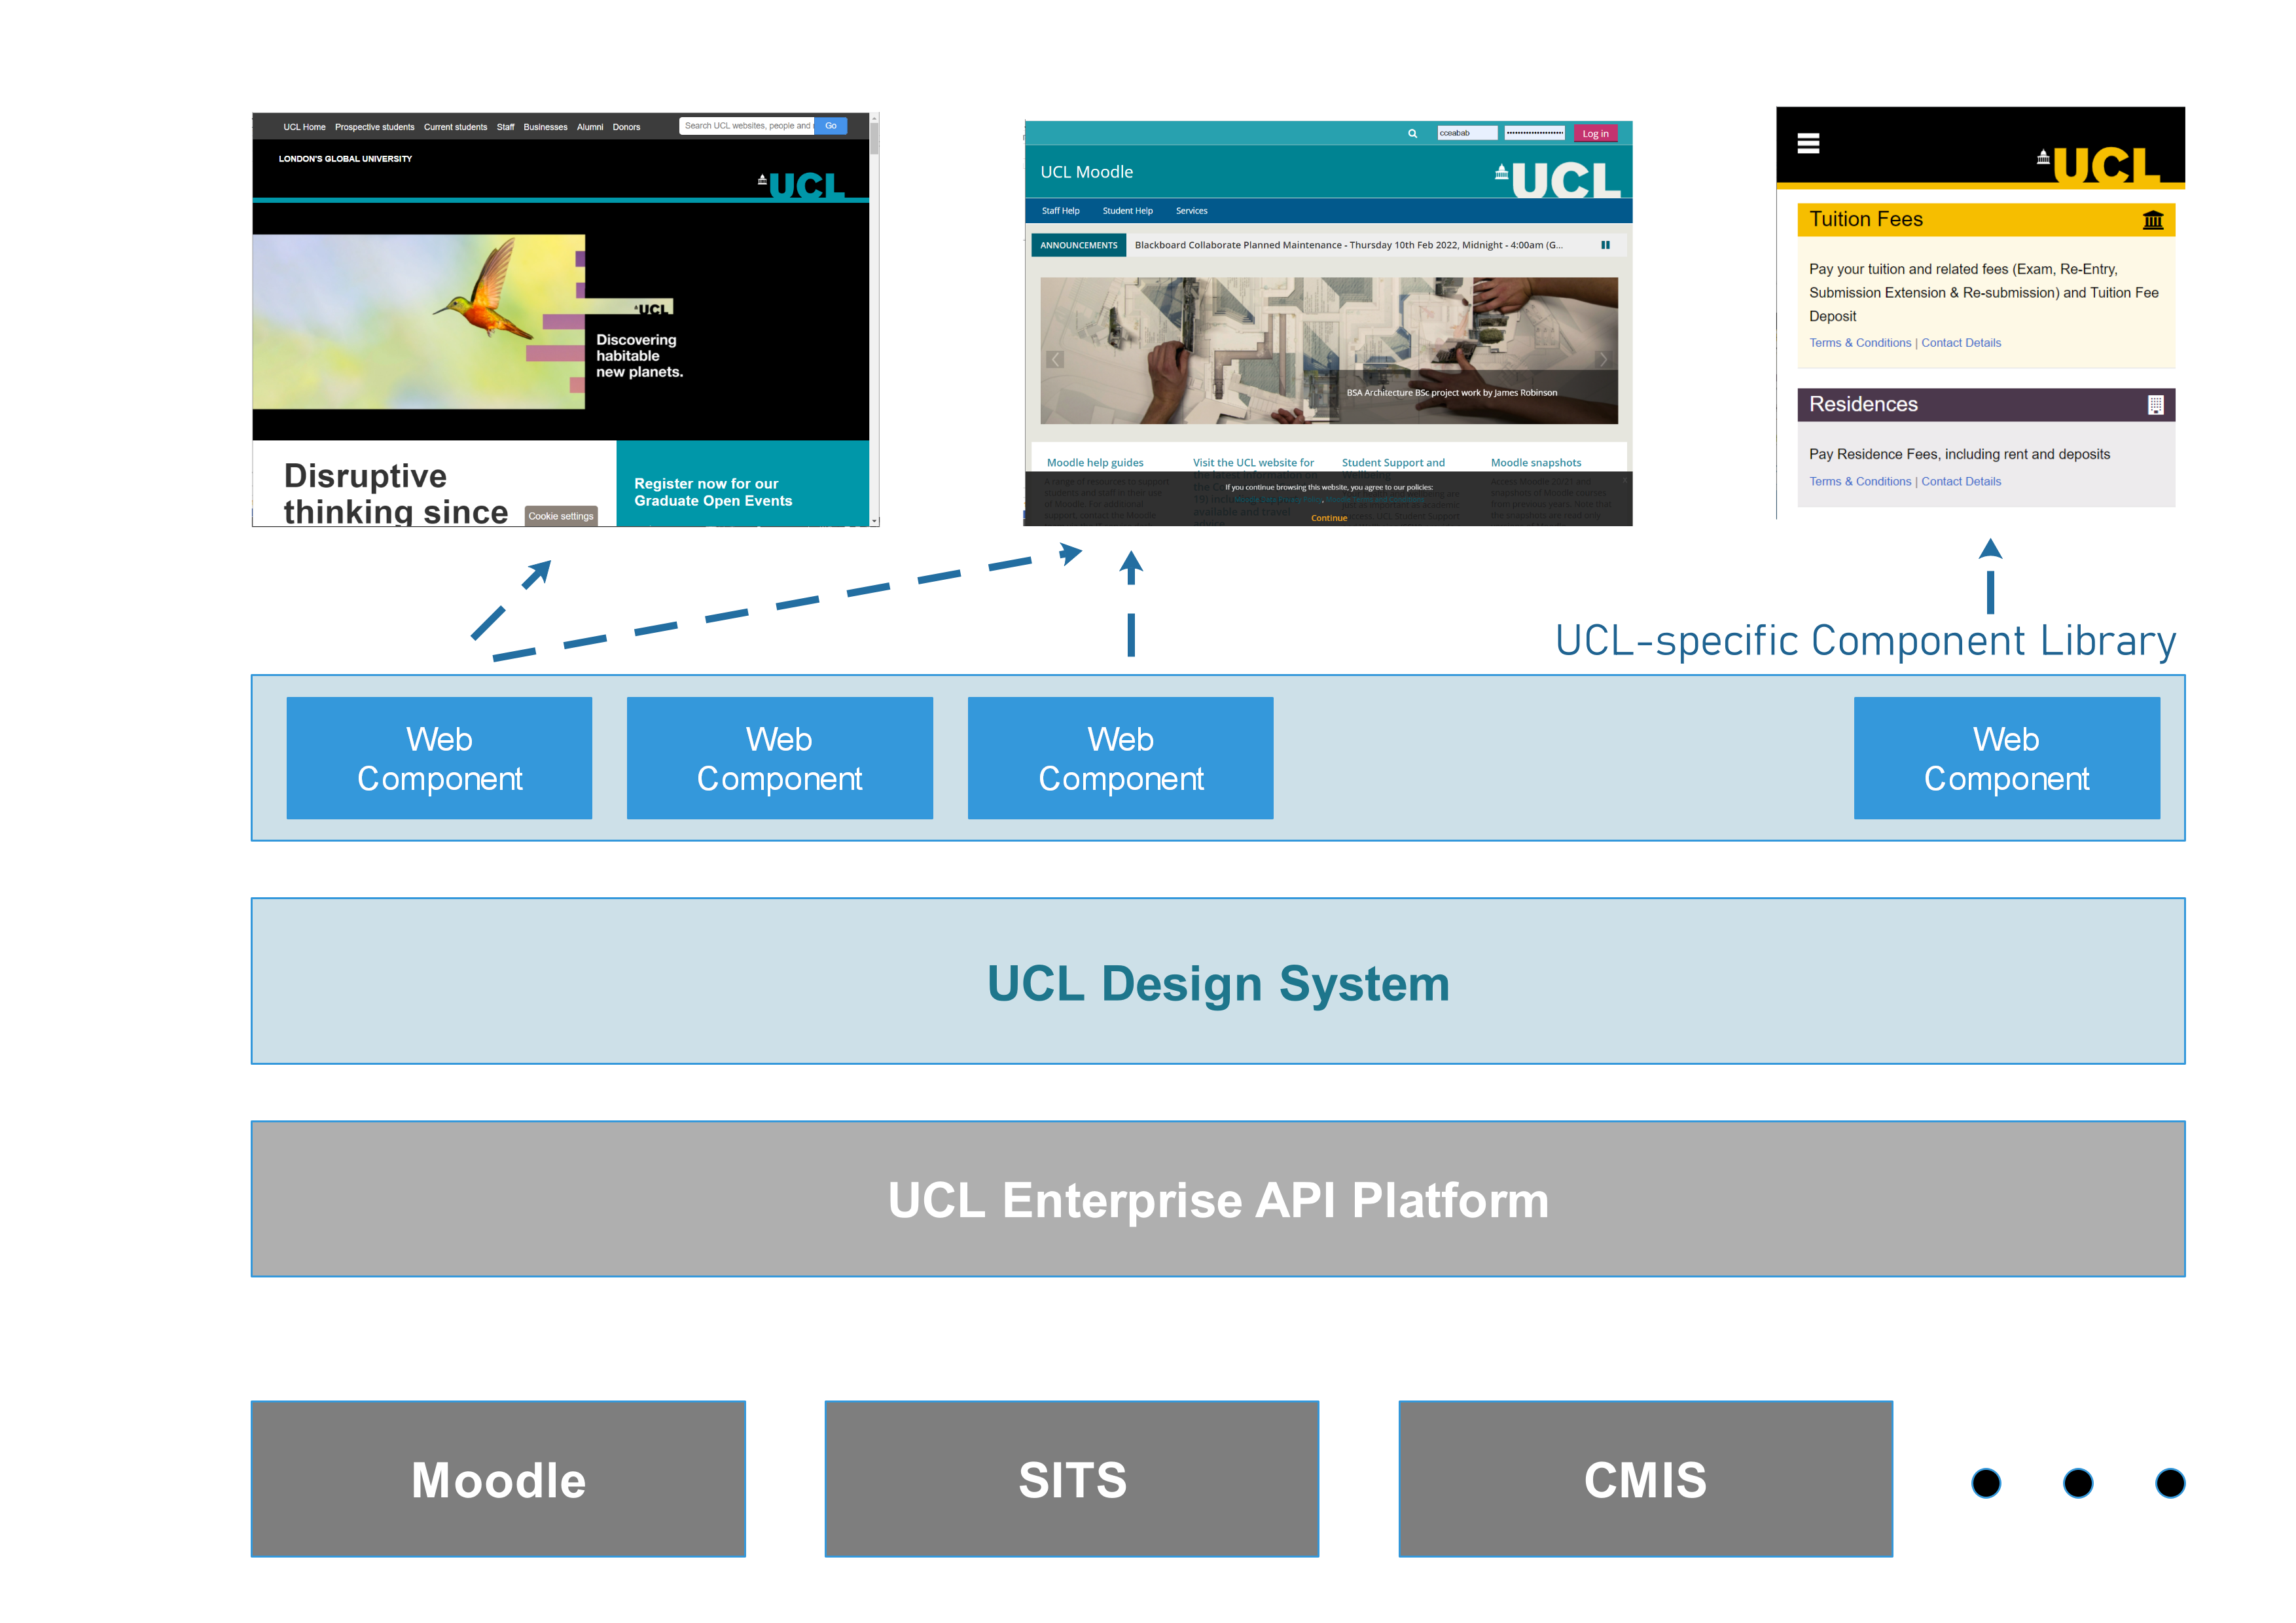 UCL Home Prospective students Current students Staff Businesses Alumni Donors
Search UCL websites, people and
Go
LONDON'S GLOBAL UNIVERSITY
UCL
UCL
Discovering
habitable
new planets.
Disruptive
thinking since
Cookie settings
Register now for our
Graduate Open Events
cceabab
Log in
UCL Moodle
UCL
Staff Help Student Help Services
ANNOUNCEMENTS
Blackboard Collaborate Planned Maintenance - Thursday 10th Feb 2022, Midnight - 4:00am (G...
BSA Architecture BSc project work by James Robinson
Moodle help guides
Visit the UCL website for
Student Support and
Moodle snapshots
If you continue browsing this website, you agree to our policies:
Continue
UCL
Tuition Fees
Pay your tuition and related fees (Exam, Re-Entry,
Submission Extension & Re-submission) and Tuition Fee
Deposit
Terms & Conditions | Contact Details
Residences
Pay Residence Fees, including rent and deposits
Terms & Conditions | Contact Details
UCL-specific Component Library
Web
Component
Web
Component
Web
Component
Web
Component
UCL Design System
UCL Enterprise API Platform
Moodle
SITS
CMIS